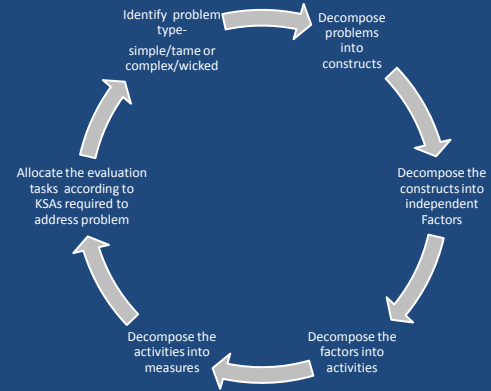 Identify problem
type-
simple/tame or
complex/wicked
Decompose
problems
into
constructs
Decompose the
constructs into
independent
Factors
Decompose the
factors into
activities
Decompose the
activities into
measures
Allocate the evaluation
tasks according to
KSAs required to
address problem